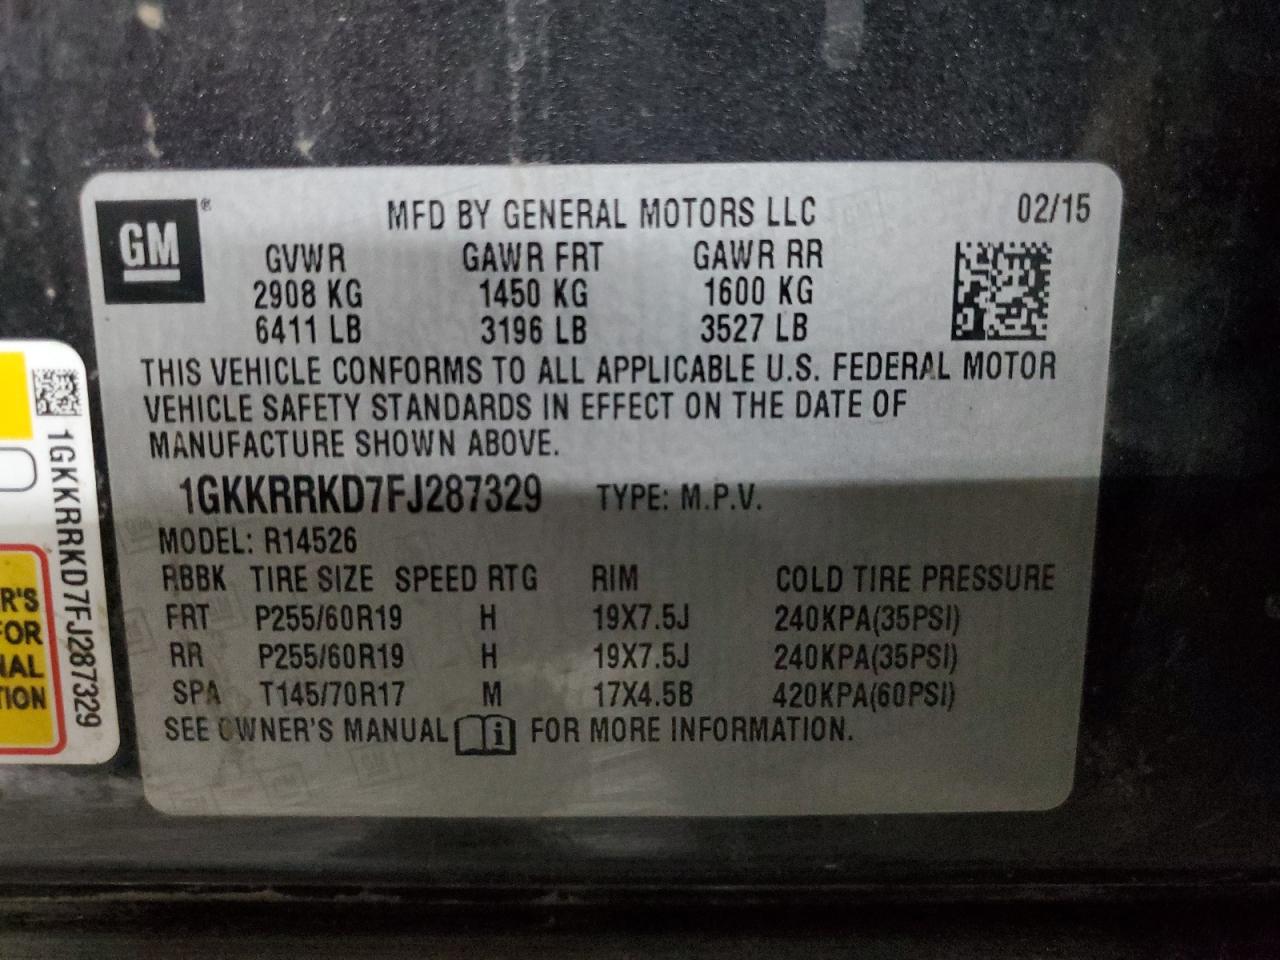 GM
®
MFD BY GENERAL MOTORS LLC 02/15
GVWR GAWR FRT GAWR RR
2908 KG 1450 KG 1600 KG
6411 LB 3196 LB 3527 LB
THIS VEHICLE CONFORMS TO ALL APPLICABLE U.S. FEDERAL MOTOR
VEHICLE SAFETY STANDARDS IN EFFECT ON THE DATE OF
MANUFACTURE SHOWN ABOVE.
1GKKRRKD7FJ287329 TYPE: M.P.V.
MODEL: R14526
RBBK TIRE SIZE SPEED RTG RIM COLD TIRE PRESSURE
FRT P255/60R19 H 19X7.5J 240KPA(35PSI)
RR P255/60R19 H 19X7.5J 240KPA(35PSI)
SPA T145/70R17 M 17X4.5B 420KPA(60PSI)
SEE OWNER'S MANUAL i FOR MORE INFORMATION.
1GKKRRKD7FJ287329
R'S
FOR
NAL
TION